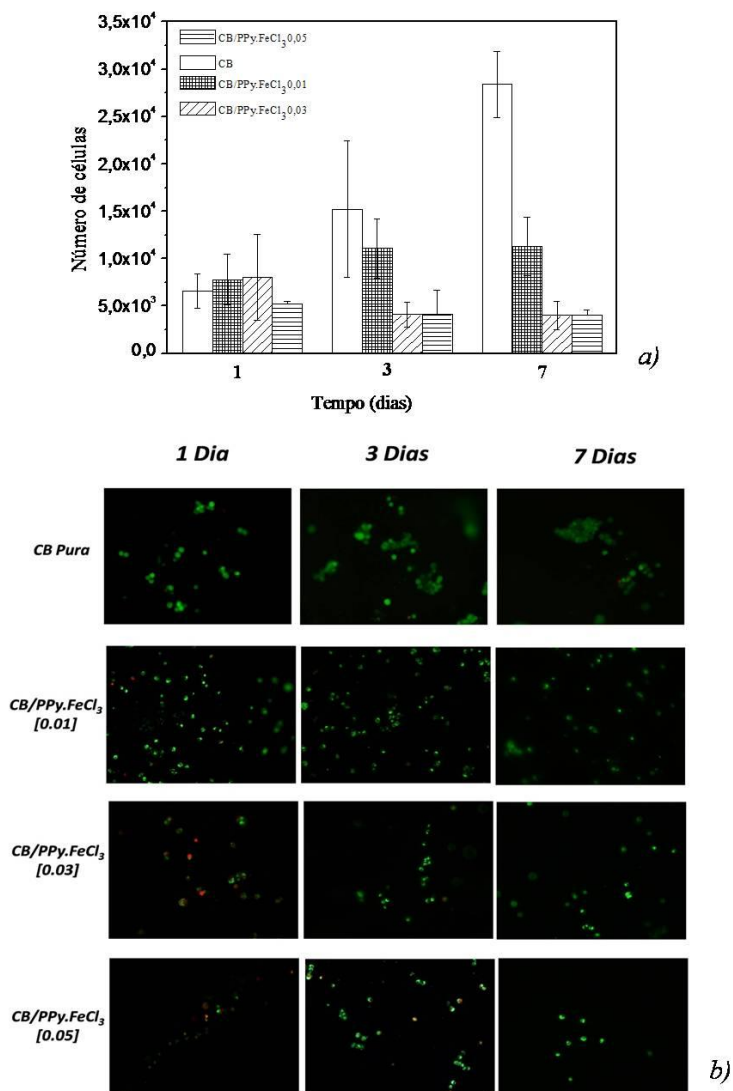 3,5x10⁴
3,0x10⁴
2,5x10⁴
2,0x10⁴
1,5x10⁴
1,0x10⁴
5,0x10³
0,0
Número de células
CB/PPy.FeCl₃0,05
CB
CB/PPy.FeCl₃0,01
CB/PPy.FeCl₃0,03
1 3 7
Tempo (dias)
a)
1 Dia 3 Dias 7 Dias
CB Pura
CB/PPy.FeCl₃
[0.01]
CB/PPy.FeCl₃
[0.03]
CB/PPy.FeCl₃
[0.05]
b)